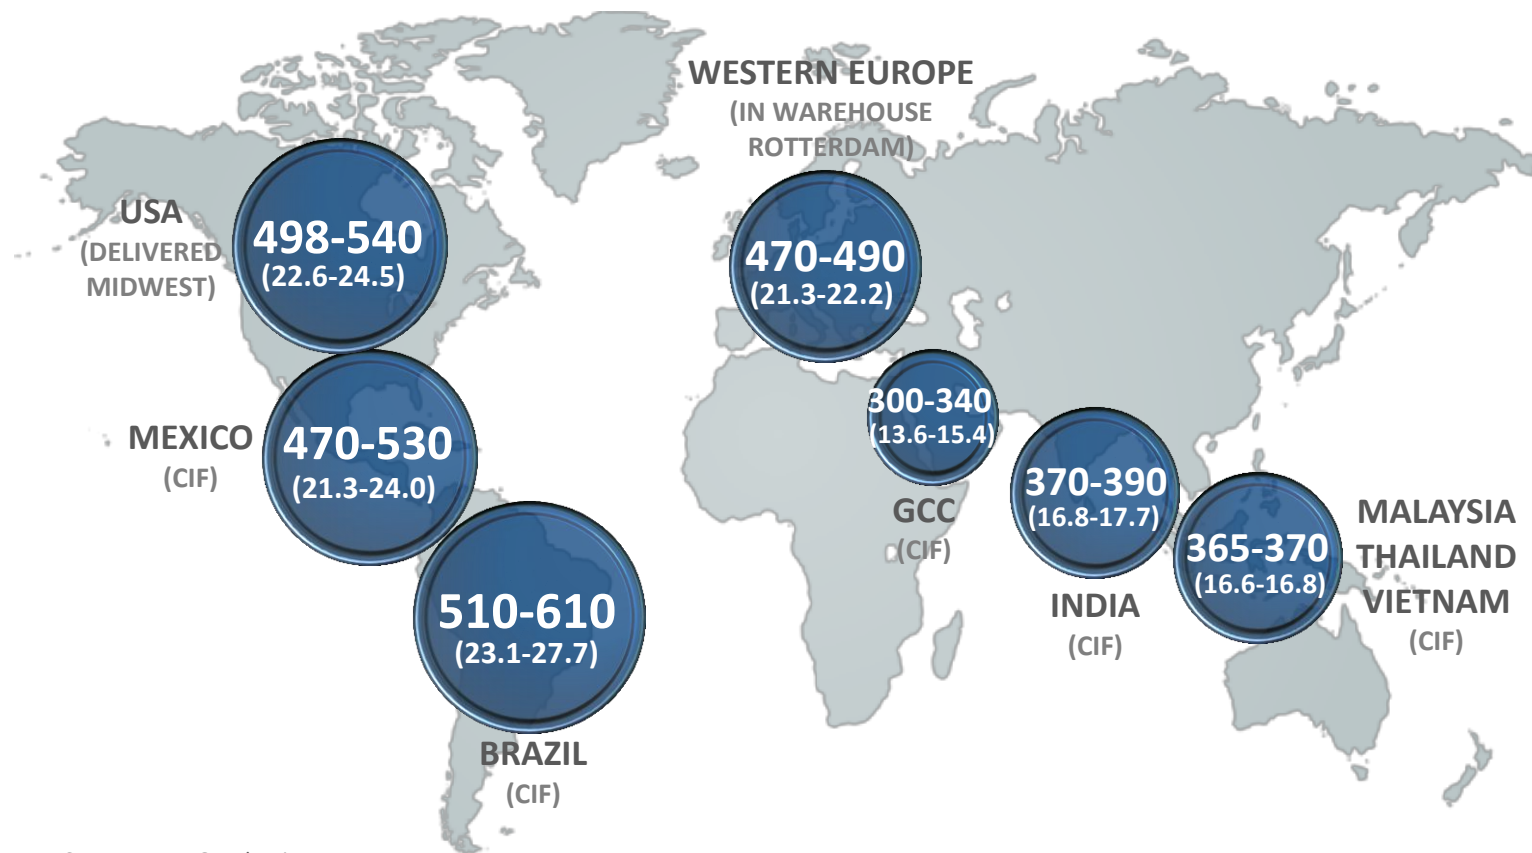 WESTERN EUROPE
(IN WAREHOUSE
ROTTERDAM)
470-490
(21.3-22.2)
USA
(DELIVERED
MIDWEST)
498-540
(22.6-24.5)
MEXICO
(CIF)
470-530
(21.3-24.0)
510-610
(23.1-27.7)
BRAZIL
(CIF)
300-340
(13.6-15.4)
GCC
(CIF)
370-390
(16.8-17.7)
INDIA
(CIF)
365-370
(16.6-16.8)
MALAYSIA
THAILAND
VIETNAM
(CIF)